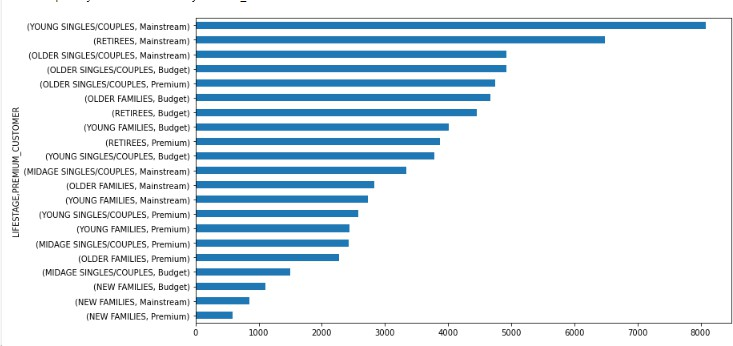 (YOUNG SINGLES/COUPLES, Mainstream)
(RETIREES, Mainstream)
(OLDER SINGLES/COUPLES, Mainstream)
(OLDER SINGLES/COUPLES, Budget)
(OLDER SINGLES/COUPLES, Premium)
(OLDER FAMILIES, Budget)
(RETIREES, Budget)
(YOUNG FAMILIES, Budget)
(RETIREES, Premium)
(YOUNG SINGLES/COUPLES, Budget)
(MIDAGE SINGLES/COUPLES, Mainstream)
(OLDER FAMILIES, Mainstream)
(YOUNG FAMILIES, Mainstream)
(YOUNG SINGLES/COUPLES, Premium)
(YOUNG FAMILIES, Premium)
(MIDAGE SINGLES/COUPLES, Premium)
(OLDER FAMILIES, Premium)
(MIDAGE SINGLES/COUPLES, Budget)
(NEW FAMILIES, Budget)
(NEW FAMILIES, Mainstream)
(NEW FAMILIES, Premium)
LIFESTAGE,PREMIUM_CUSTOMER
0 1000 2000 3000 4000 5000 6000 7000 8000